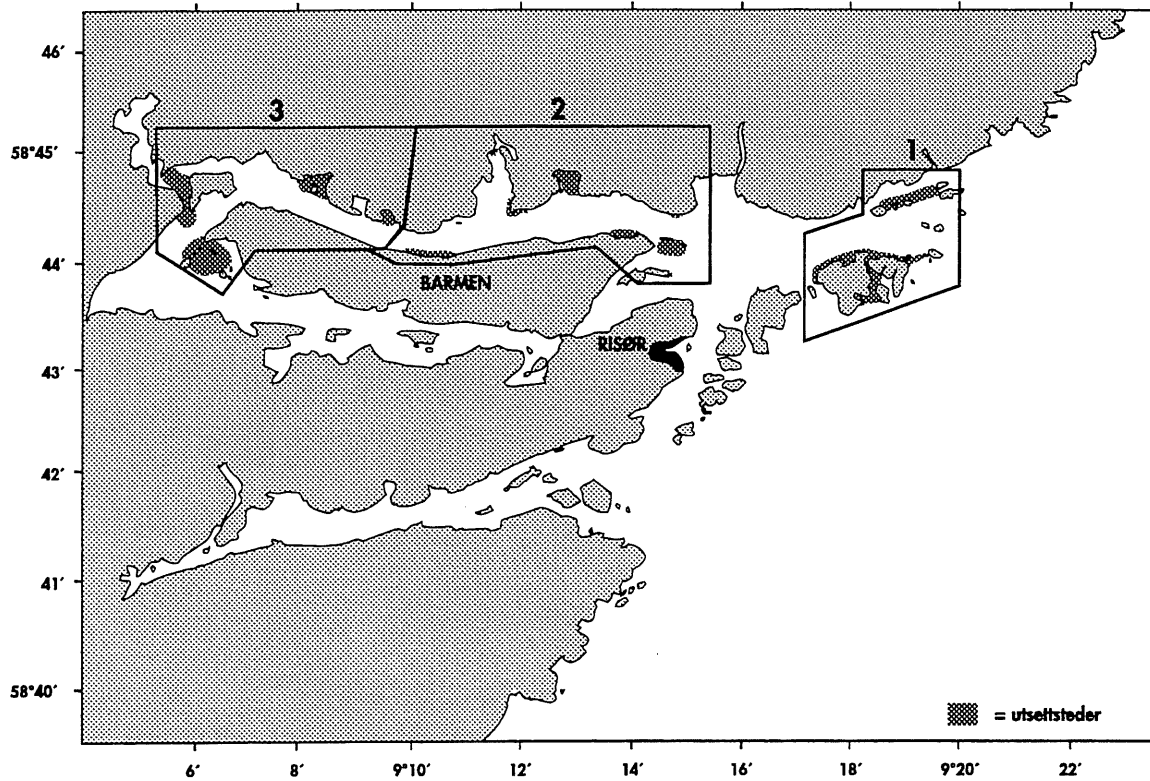 46′
3
2
58°45′
1
44′
BARMEN
RISØR
43′
42′
41′
58°40′
= utsettsteder
6′ 8′ 9°10′ 12′ 14′ 16′ 18′ 9°20′ 22′